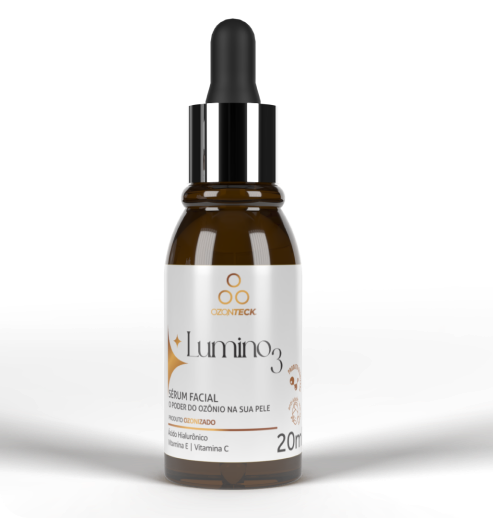 OZONTECK
Lumino3
SÉRUM FACIAL
O PODER DO OZÔNIO NA SUA PELE
PRODUTO OZONIZADO
Ácido Hialurônico
Vitamina E | Vitamina C
20m